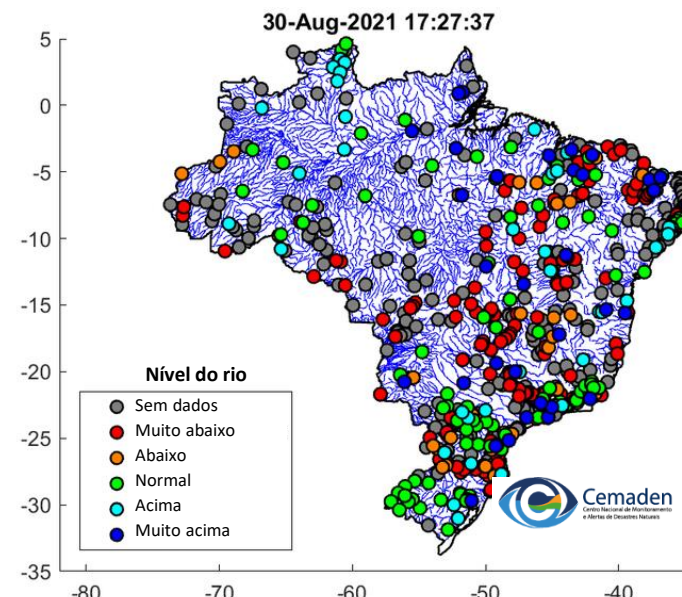 30-Aug-2021 17:27:37
5
0
-5
-10
-15
-20
-25
-30
-35
Nível do rio
Sem dados
Muito abaixo
Abaixo
Normal
Acima
Muito acima
Cemaden
Centro Nacional de Monitoramento
e Alertas de Desastres Naturais
-80
-70
-60
-50
-40